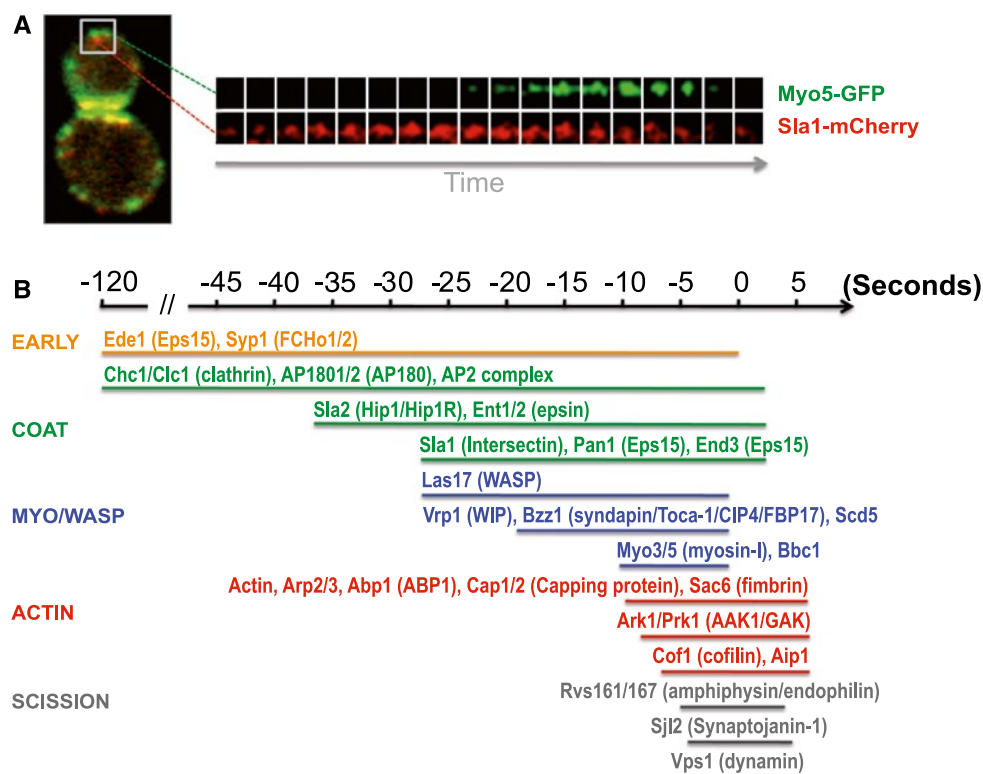 A
Myo5-GFP
Sla1-mCherry
Time
B
-120 // -45 -40 -35 -30 -25 -20 -15 -10 -5 0 5 (Seconds)
EARLY
Ede1 (Eps15), Syp1 (FCHo1/2)
Chc1/Clc1 (clathrin), AP1801/2 (AP180), AP2 complex
COAT
Sla2 (Hip1/Hip1R), Ent1/2 (epsin)
Sla1 (Intersectin), Pan1 (Eps15), End3 (Eps15)
Las17 (WASP)
MYO/WASP
Vrp1 (WIP), Bzz1 (syndapin/Toca-1/CIP4/FBP17), Scd5
Myo3/5 (myosin-I), Bbc1
Actin, Arp2/3, Abp1 (ABP1), Cap1/2 (Capping protein), Sac6 (fimbrin)
ACTIN
Ark1/Prk1 (AAK1/GAK)
Cof1 (cofilin), Aip1
SCISSION
Rvs161/167 (amphiphysin/endophilin)
Sjl2 (Synaptojanin-1)
Vps1 (dynamin)